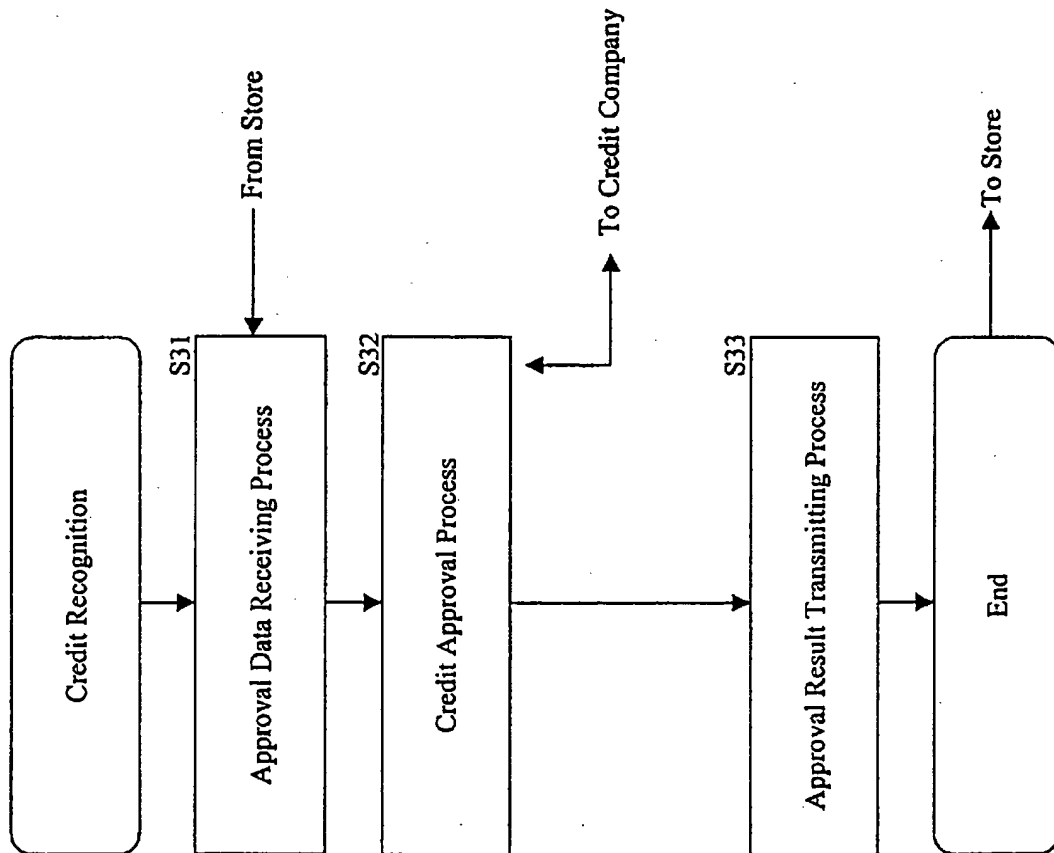 Credit Recognition
S31
Approval Data Receiving Process
From Store
S32
Credit Approval Process
To Credit Company
S33
Approval Result Transmitting Process
End
To Store